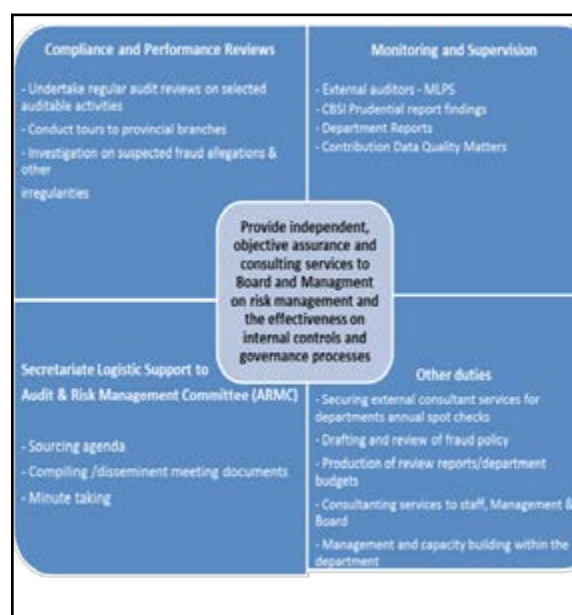 Compliance and Performance Reviews
- Undertake regular audit reviews on selected
auditable activities
- Conduct tours to provincial branches
- Investigation on suspected fraud allegations &
other
irregularities
Monitoring and Supervision
- External auditors - MLPS
- CBSI Prudential report findings
- Department Reports
- Contribution Data Quality Matters
Provide independent,
objective assurance and
consulting services to
Board and Managment
on risk management and
the effectiveness on
internal controls and
governance processes
Secretariate Logistic Support to
Audit & Risk Management Committee (ARMC)
- Sourcing agenda
- Compiling /disseminent meeting documents
- Minute taking
Other duties
- Securing external consultant services for
departments annual spot checks
- Drafting and review of fraud policy
- Production of review reports/department
budgets
- Consultanting services to staff, Management &
Board
- Management and capacity building within the
department